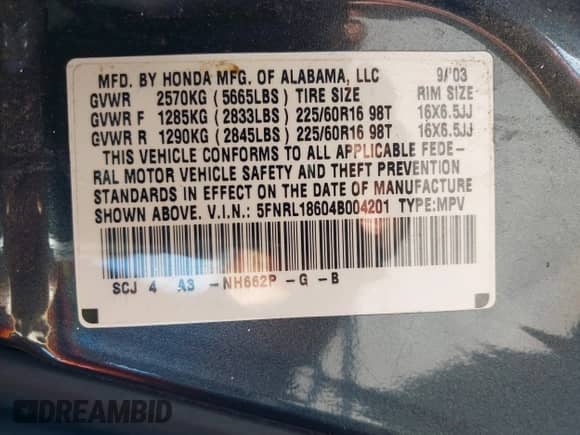 MFD. BY HONDA MFG. OF ALABAMA, LLC 9/'03
GVWR 2570KG (5665LBS) TIRE SIZE RIM SIZE
GVWR F 1285KG (2833LBS) 225/60R16 98T 16X6.5JJ
GVWR R 1290KG (2845LBS) 225/60R16 98T 16X6.5JJ
THIS VEHICLE CONFORMS TO ALL APPLICABLE FEDE-
RAL MOTOR VEHICLE SAFETY AND THEFT PREVENTION
STANDARDS IN EFFECT ON THE DATE OF MANUFACTURE
SHOWN ABOVE. V.I.N.: 5FNRL18604B004201 TYPE:MPV
SCJ 4 A3 -NH662P -G -B
DREAMBID